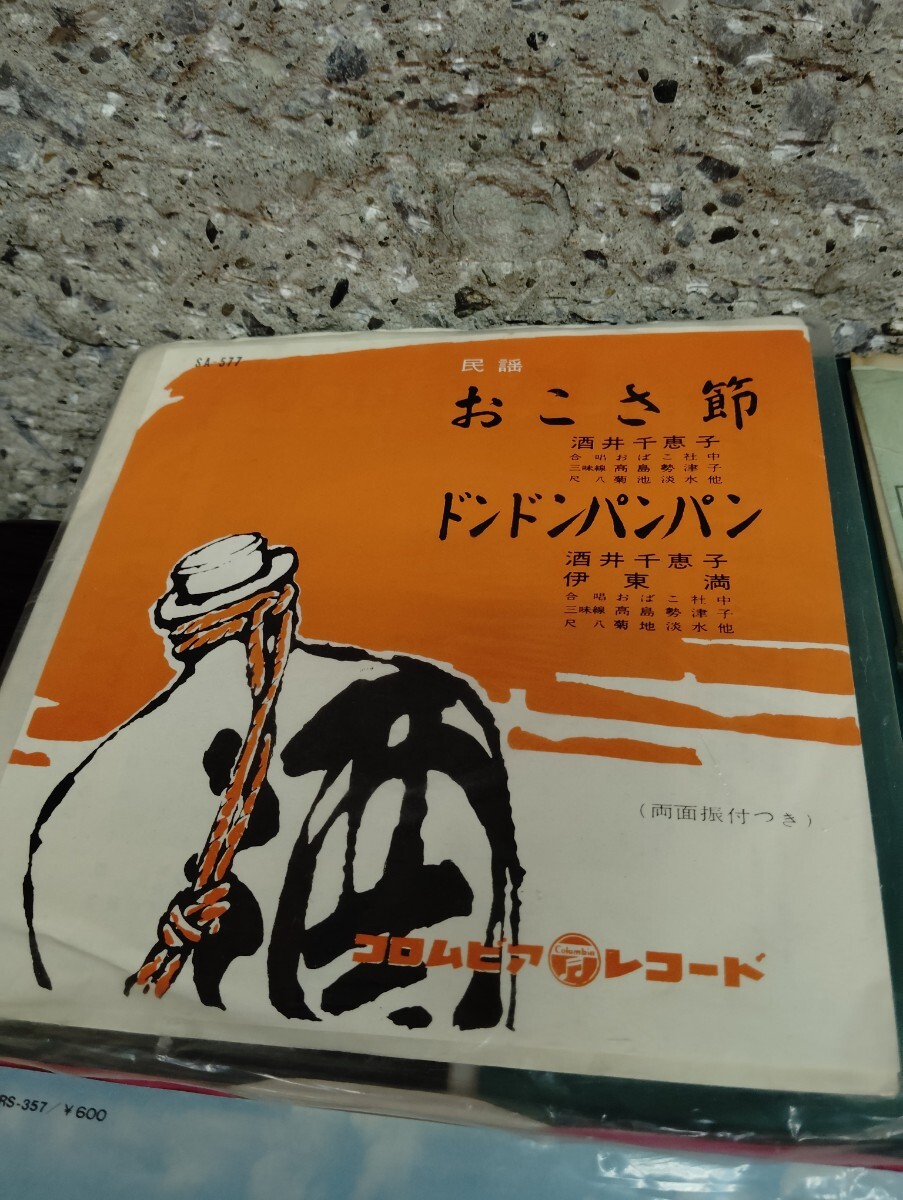 SA-577
民謡
おこさ節
酒井千恵子
合唱おばこ社中
三味線高島勢津子
尺八菊池淡水他
ドンドンパンパン
酒井千恵子
伊東満
合唱おばこ社中
三味線高島勢津子
尺八菊地淡水他
(両面振付つき)
コロムビア Columbia レコード
RS-357/¥600